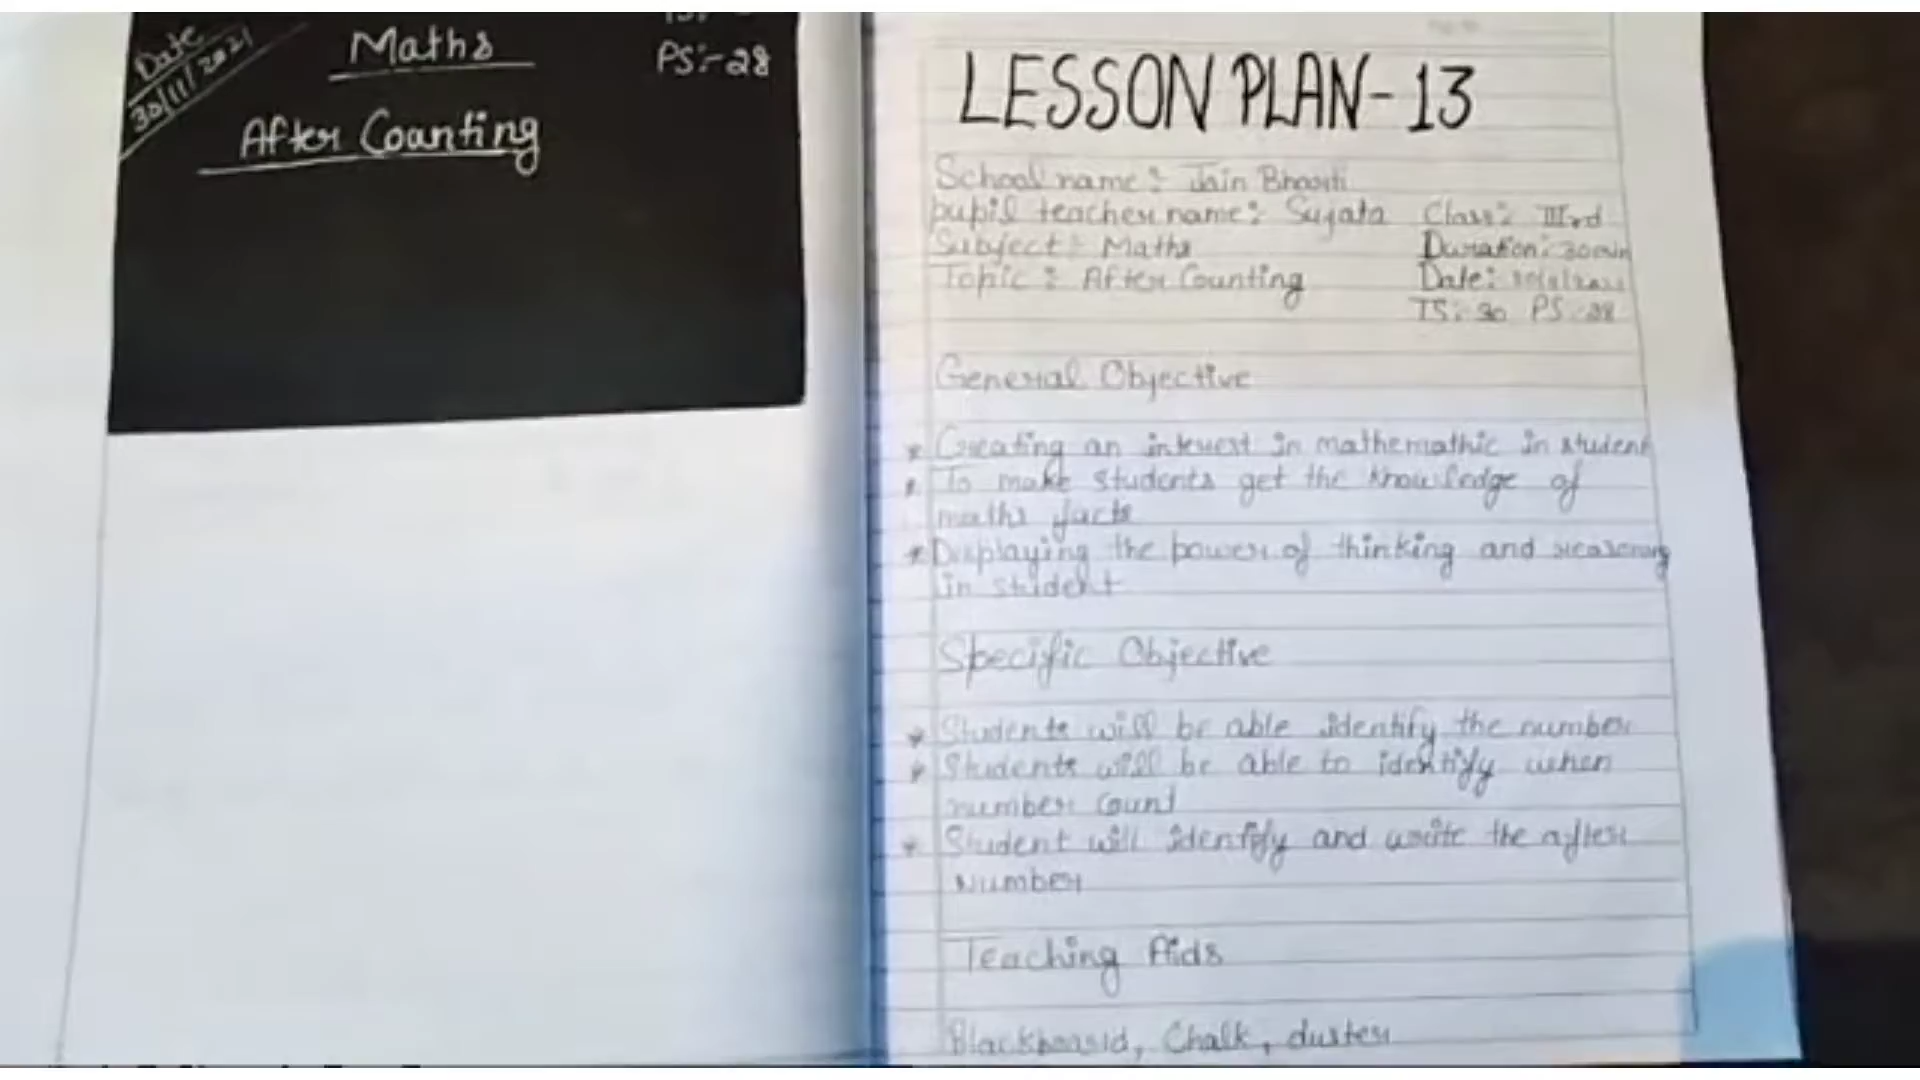 Date
30/11/2021
Maths
PS:-28
After Counting
LESSON PLAN-13
School name: Jain Bharti
pupil teacher name: Sujata Class: IIIrd
Subject: Maths Duration: 30min
Topic: After Counting Date:
TS: 30 PS:28
General Objective
* Creating an interest in mathemathic in student
* To make students get the knowledge of
maths facts
* Displaying the power of thinking and reasoning
in student
Specific Objective
* Students will be able identify the number
* Students will be able to identify when
number count
* Student will identify and write the after
Number
Teaching Aids
Blackboard, Chalk, duster